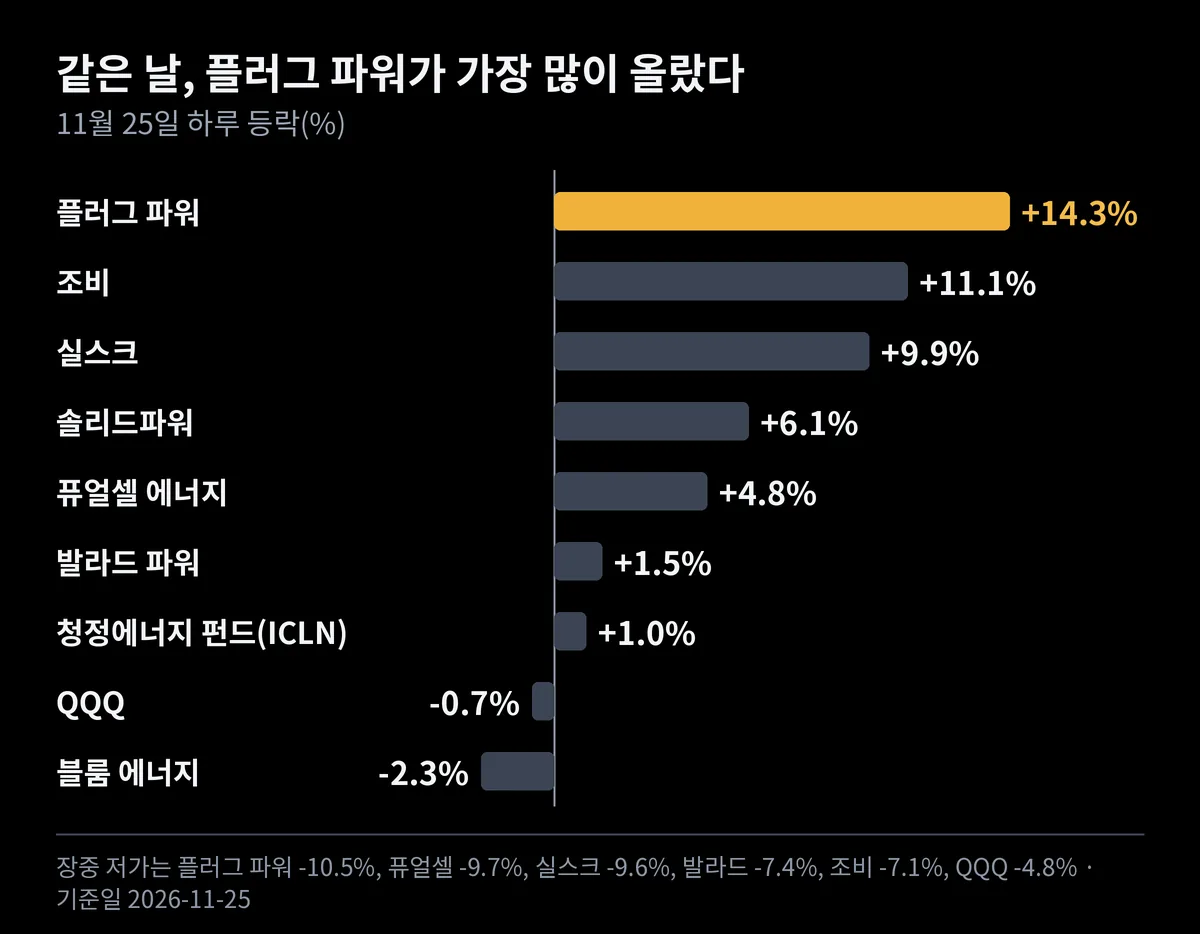 같은 날, 플러그 파워가 가장 많이 올랐다
11월 25일 하루 등락(%)
플러그 파워 +14.3%
조비 +11.1%
실스크 +9.9%
솔리드파워 +6.1%
퓨얼셀 에너지 +4.8%
발라드 파워 +1.5%
청정에너지 펀드(ICLN) +1.0%
QQQ -0.7%
블룸 에너지 -2.3%
장중 저가는 플러그 파워 -10.5%, 퓨얼셀 -9.7%, 실스크 -9.6%, 발라드 -7.4%, 조비 -7.1%, QQQ -4.8% ·
기준일 2026-11-25